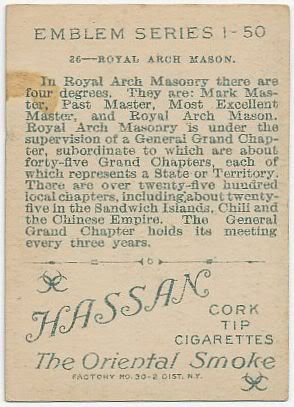 EMBLEM SERIES 1-50
26—ROYAL ARCH MASON.
In Royal Arch Masonry there are
four degrees. They are: Mark Mas-
ter, Past Master, Most Excellent
Master, and Royal Arch Mason.
Royal Arch Masonry is under the
supervision of a General Grand Chap-
ter, subordinate to which are about
forty-five Grand Chapters, each of
which represents a State or Territory.
There are over twenty-five hundred
local chapters, including about twenty-
five in the Sandwich Islands, Chili and
the Chinese Empire. The General
Grand Chapter holds its meeting
every three years.
HASSAN
CORK
TIP
CIGARETTES
The Oriental Smoke
FACTORY NO. 30-2 DIST. N.Y.